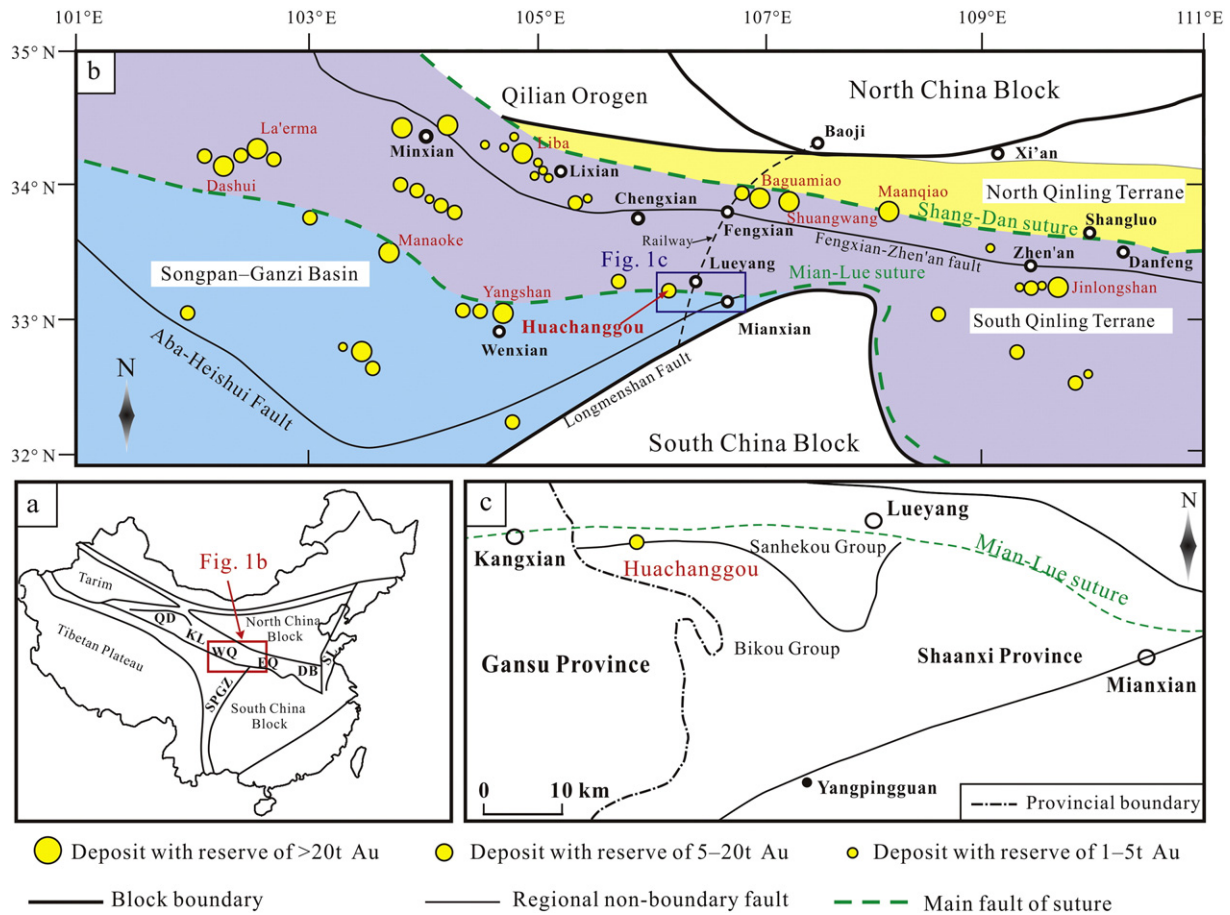 101°E
103°E
105°E
107°E
109°E
111°E
35° N
34° N
33° N
32° N
b
Qilian Orogen
North China Block
Baoji
Xi'an
La'erma
Minxian
Liba
Lixian
Dashui
Baguamiao
Maanqiao
North Qinling Terrane
Chengxian
Shuangwang
Shang-Dan suture
Shangluo
Fengxian
Railway
Fengxian-Zhen'an fault
Manaoke
Zhen'an
Danfeng
Songpan–Ganzi Basin
Fig. 1c
Lueyang
Mian-Lue suture
Jinlongshan
Yangshan
Huachanggou
Mianxian
South Qinling Terrane
Wenxian
Aba-Heishui Fault
Longmenshan Fault
N
South China Block
a
Fig. 1b
Tarim
QD
KL
North China
Block
Tibetan Plateau
WQ
EQ
DB
SL
SPGZ
South China
Block
c
N
Lueyang
Kangxian
Sanhekou Group
Huachanggou
Mian-Lue suture
Bikou Group
Gansu Province
Shaanxi Province
Mianxian
0
10 km
Yangpingguan
Provincial boundary
Deposit with reserve of >20t Au
Deposit with reserve of 5–20t Au
Deposit with reserve of 1–5t Au
Block boundary
Regional non-boundary fault
Main fault of suture